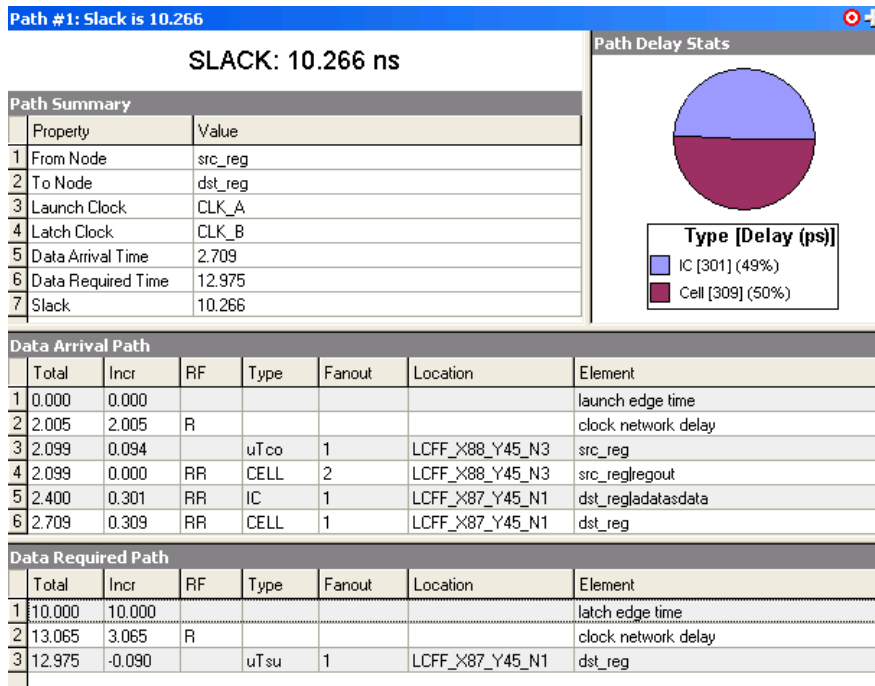 Path #1: Slack is 10.266
SLACK: 10.266 ns
Path Summary
Property Value
1 From Node src_reg
2 To Node dst_reg
3 Launch Clock CLK_A
4 Latch Clock CLK_B
5 Data Arrival Time 2.709
6 Data Required Time 12.975
7 Slack 10.266
Path Delay Stats
Type [Delay (ps)]
IC [301] (49%)
Cell [309] (50%)
Data Arrival Path
Total Incr RF Type Fanout Location Element
1 0.000 0.000 launch edge time
2 2.005 2.005 R clock network delay
3 2.099 0.094 uTco 1 LCFF_X88_Y45_N3 src_reg
4 2.099 0.000 RR CELL 2 LCFF_X88_Y45_N3 src_reg|regout
5 2.400 0.301 RR IC 1 LCFF_X87_Y45_N1 dst_reg|adatasdata
6 2.709 0.309 RR CELL 1 LCFF_X87_Y45_N1 dst_reg
Data Required Path
Total Incr RF Type Fanout Location Element
1 10.000 10.000 latch edge time
2 13.065 3.065 R clock network delay
3 12.975 -0.090 uTsu 1 LCFF_X87_Y45_N1 dst_reg